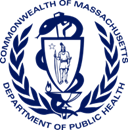 COMMONWEALTH OF MASSACHUSETTS
DEPARTMENT OF PUBLIC HEALTH